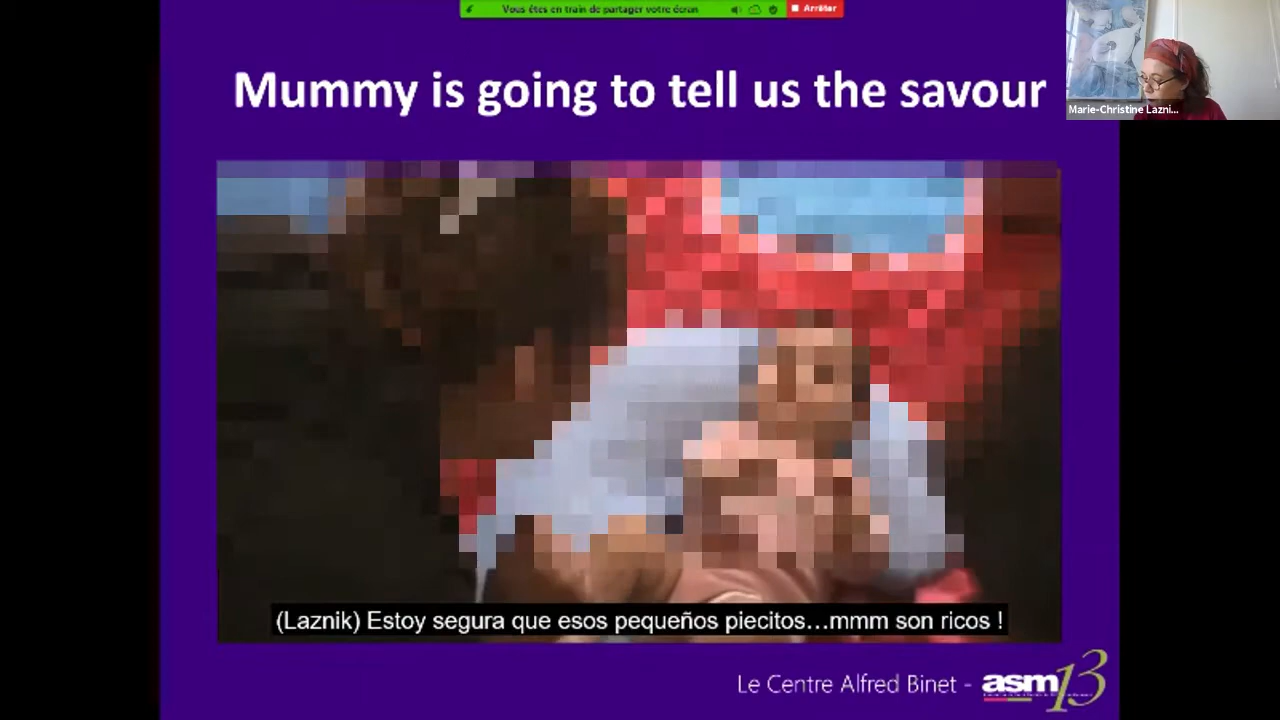 Vous êtes en train de partager votre écran
Arrêter
Marie-Christine Lazni...
Mummy is going to tell us the savour
(Laznik) Estoy segura que esos pequeños piecitos...mmm son ricos !
Le Centre Alfred Binet - asm13